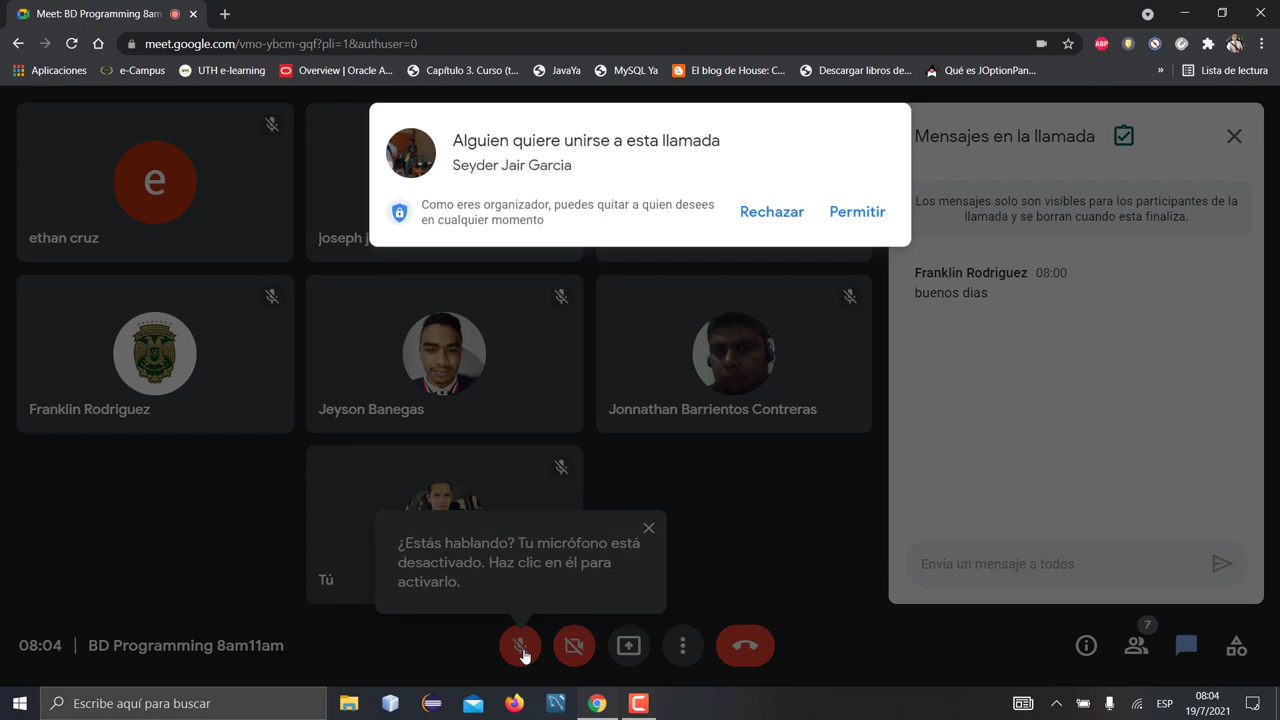 Meet: BD Programming 8am
meet.google.com/vmo-ybcm-gqf?pli=1&authuser=0
ABP
Aplicaciones
e-Campus
UTH e-learning
Overview | Oracle A...
Capítulo 3. Curso (t...
JavaYa
MySQL Ya
El blog de House: C...
Descargar libros de...
Qué es JOptionPan...
»
Lista de lectura
Alguien quiere unirse a esta llamada
Seyder Jair Garcia
Como eres organizador, puedes quitar a quien desees
en cualquier momento
Rechazar
Permitir
Mensajes en la llamada
Los mensajes solo son visibles para los participantes de la
llamada y se borran cuando esta finaliza.
e
ethan cruz
joseph j
Franklin Rodriguez 08:00
buenos dias
Franklin Rodriguez
Jeyson Banegas
Jonnathan Barrientos Contreras
¿Estás hablando? Tu micrófono está
desactivado. Haz clic en él para
activarlo.
Tú
Envía un mensaje a todos
08:04 | BD Programming 8am11am
7
Escribe aquí para buscar
ESP
08:04
19/7/2021